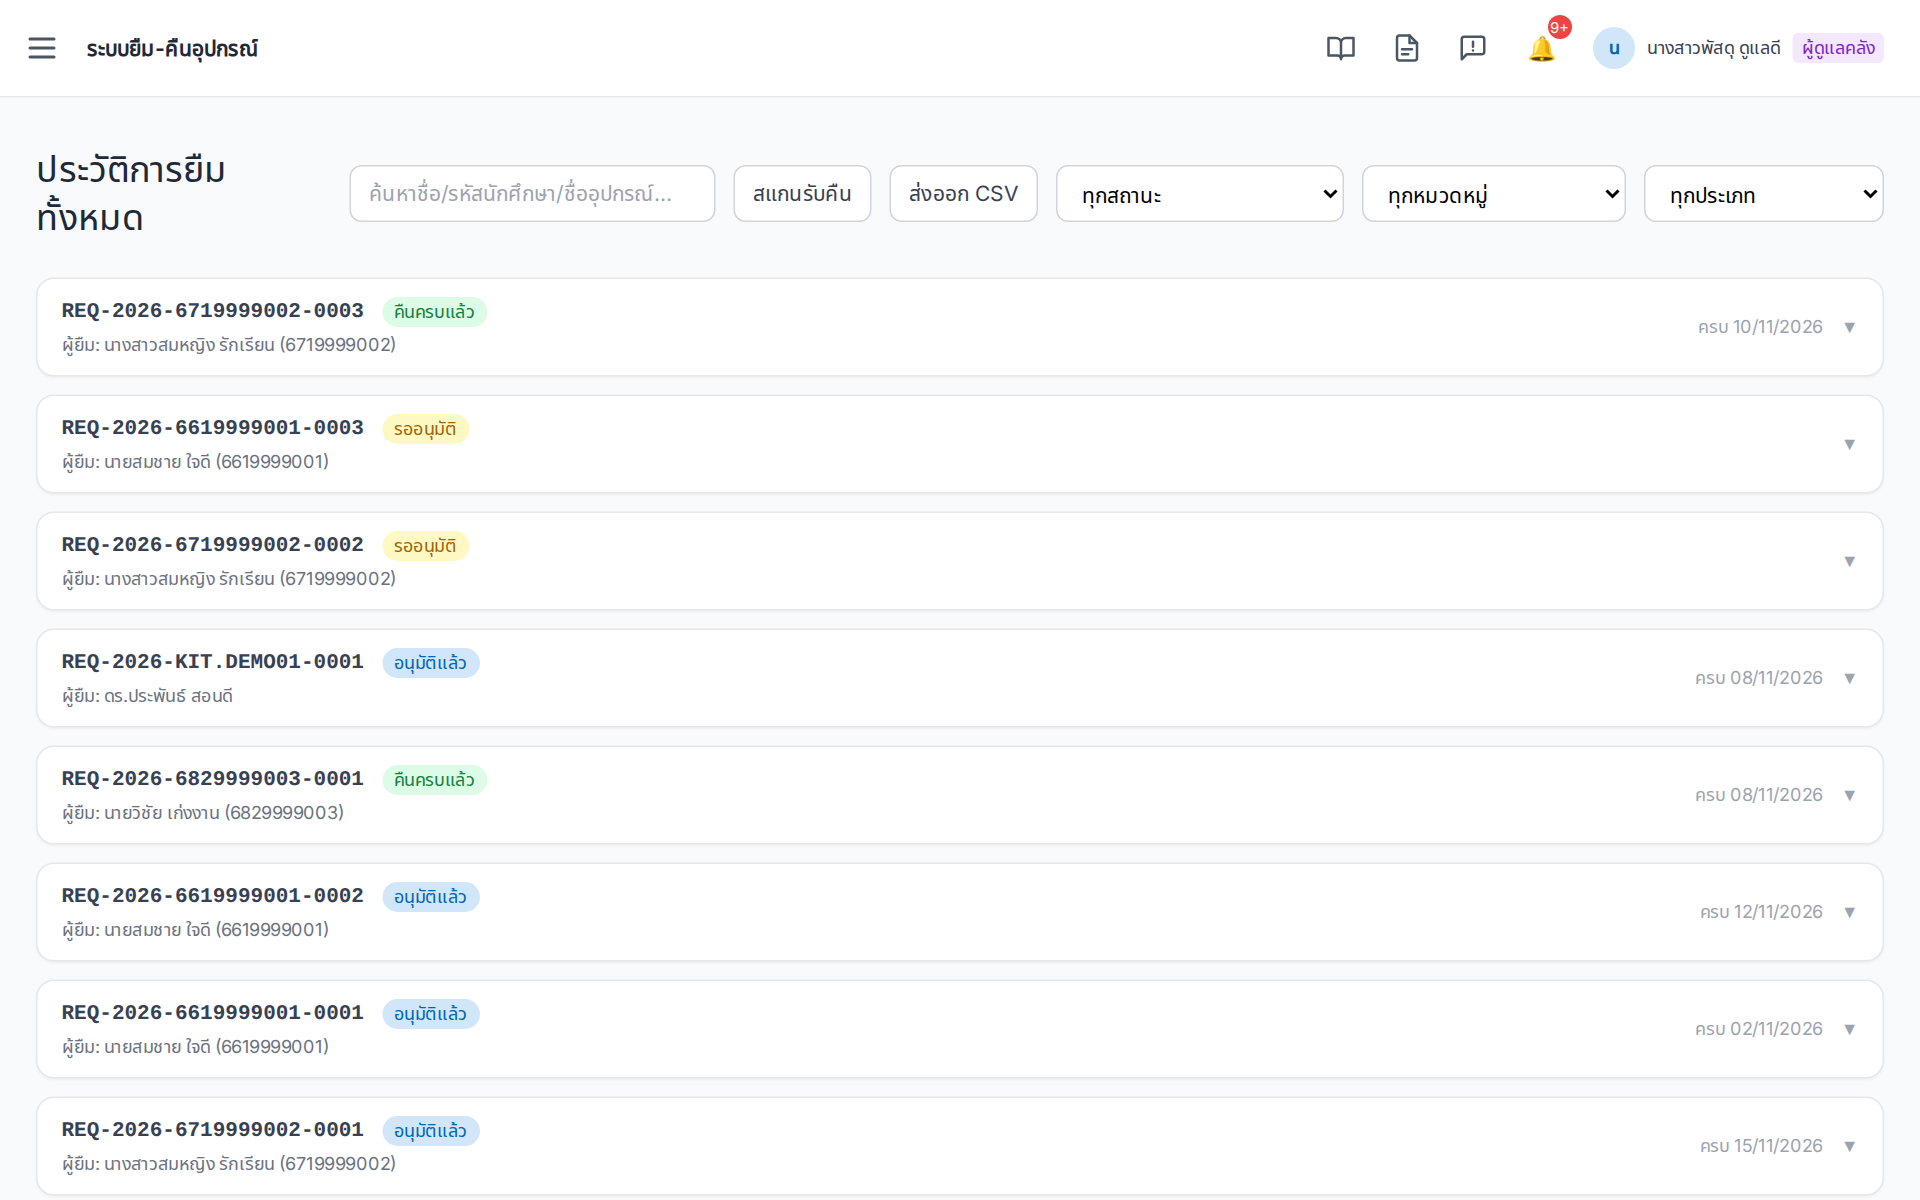 ระบบยืม-คืนอุปกรณ์
9+
น นางสาวพัสดุ ดูแลดี ผู้ดูแลคลัง
ประวัติการยืม
ทั้งหมด
ค้นหาชื่อ/รหัสนักศึกษา/ชื่ออุปกรณ์... สแกนรับคืน ส่งออก CSV ทุกสถานะ ทุกหมวดหมู่ ทุกประเภท
REQ-2026-6719999002-0003 คืนครบแล้ว
ผู้ยืม: นางสาวสมหญิง รักเรียน (6719999002)
ครบ 10/11/2026 ▼
REQ-2026-6619999001-0003 รออนุมัติ
ผู้ยืม: นายสมชาย ใจดี (6619999001)
▼
REQ-2026-6719999002-0002 รออนุมัติ
ผู้ยืม: นางสาวสมหญิง รักเรียน (6719999002)
▼
REQ-2026-KIT.DEMO01-0001 อนุมัติแล้ว
ผู้ยืม: ดร.ประพันธ์ สอนดี
ครบ 08/11/2026 ▼
REQ-2026-6829999003-0001 คืนครบแล้ว
ผู้ยืม: นายวิชัย เก่งงาน (6829999003)
ครบ 08/11/2026 ▼
REQ-2026-6619999001-0002 อนุมัติแล้ว
ผู้ยืม: นายสมชาย ใจดี (6619999001)
ครบ 12/11/2026 ▼
REQ-2026-6619999001-0001 อนุมัติแล้ว
ผู้ยืม: นายสมชาย ใจดี (6619999001)
ครบ 02/11/2026 ▼
REQ-2026-6719999002-0001 อนุมัติแล้ว
ผู้ยืม: นางสาวสมหญิง รักเรียน (6719999002)
ครบ 15/11/2026 ▼